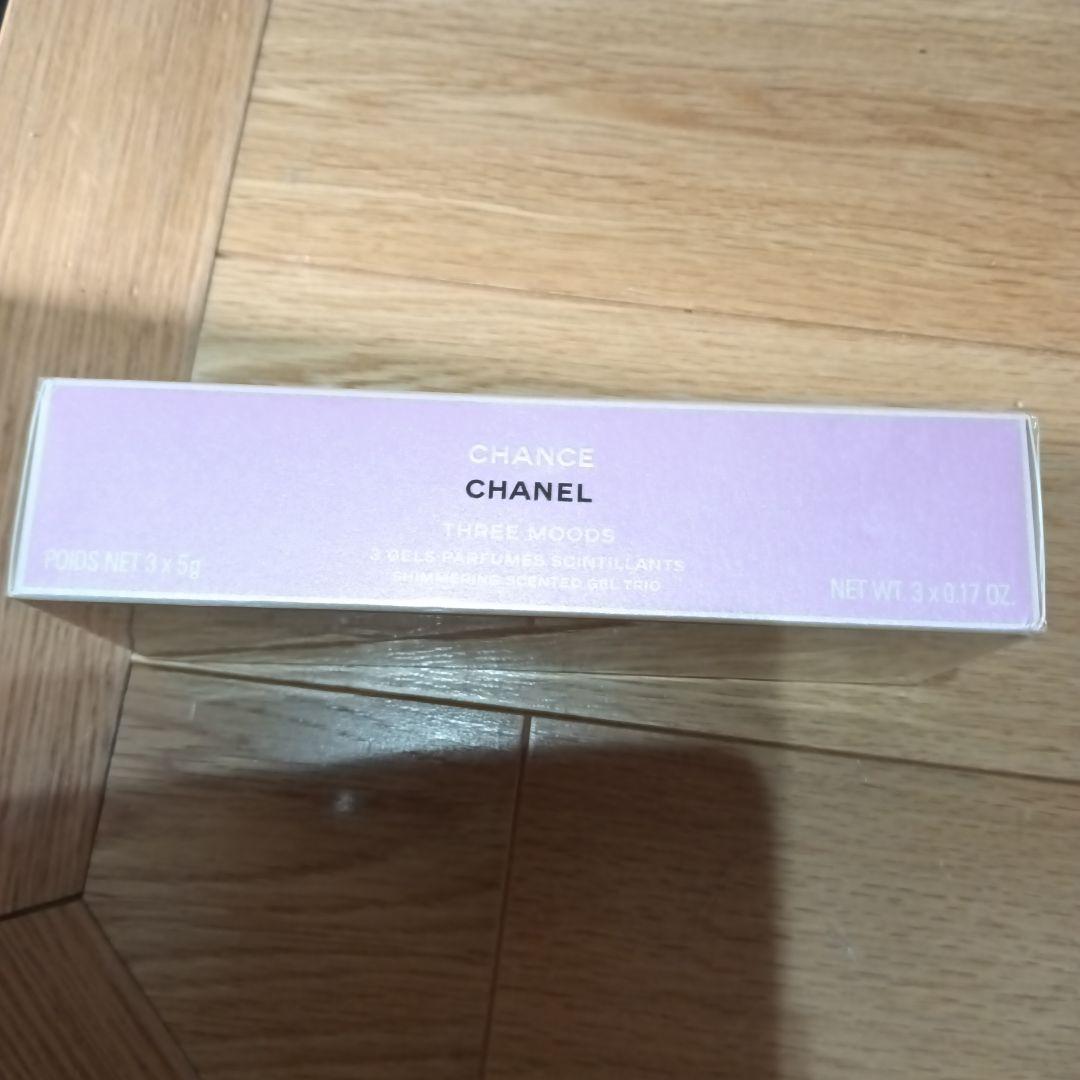 CHANCE
CHANEL
THREE MOODS
3 GELS PARFUMÉS SCINTILLANTS
SHIMMERING SCENTED GEL TRIO
POIDS NET 3 x 5g
NET WT. 3 x 0.17 OZ.